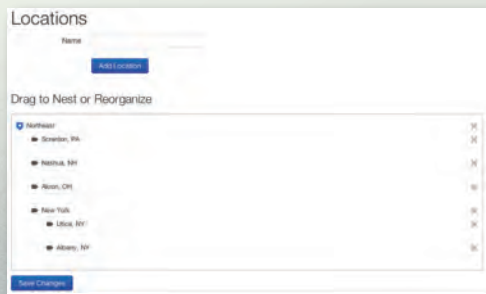 Locations
Name
Add Location
Drag to Nest or Reorganize
Northeast
Scranton, PA
Nashua, NH
Akron, OH
New York
Utica, NY
Albany, NY
Save Changes